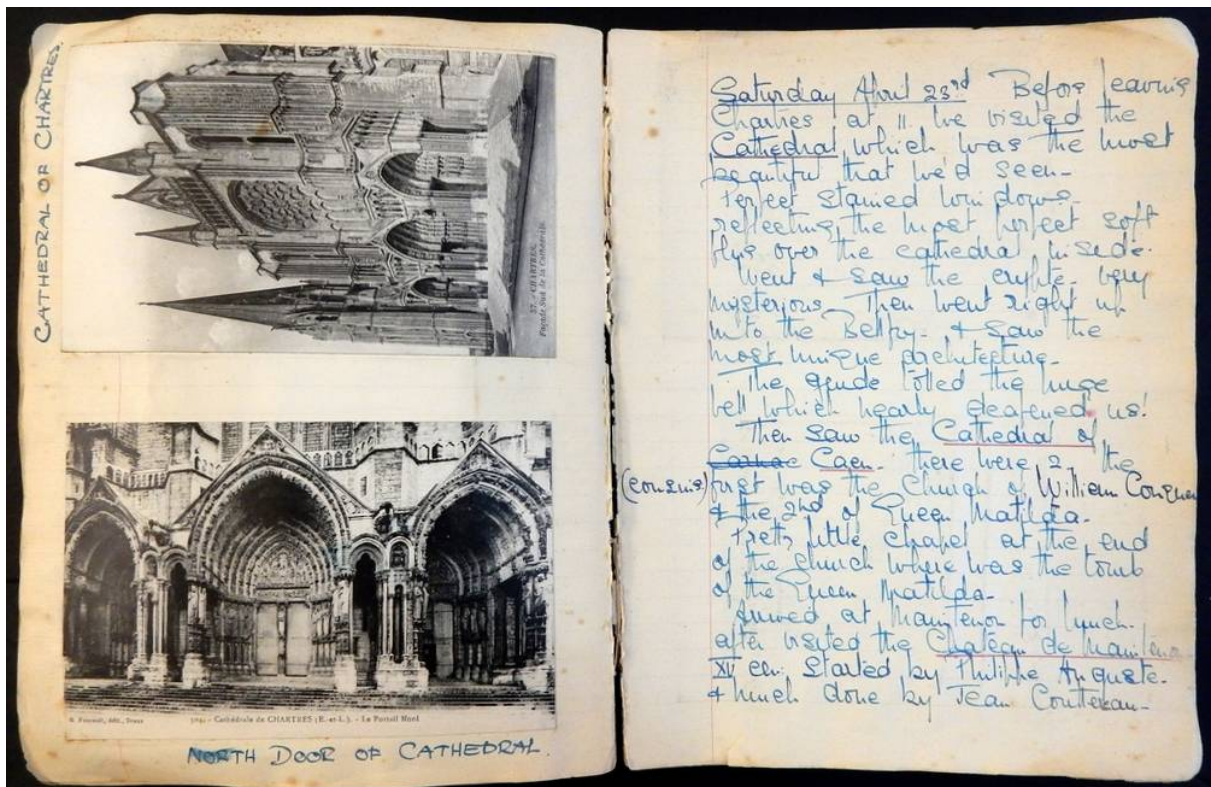 CATHEDRAL OF CHARTRES.
37. - CHARTRES
Façade Sud de la Cathédrale
- Cathédrale de CHARTRES (E.-et-L.). - Le Portail Nord
NORTH DOOR OF CATHEDRAL.
Saturday April 23rd Before leaving
Chartres at 11. we visited the
Cathedral, which was the most
beautiful that we'd seen-
Perfect stained windows-
reflecting the most perfect soft
over the cathedral inside.
Went & saw the crypte- very
mysterious. Then went right up
into the Belfry- & saw the
most unique architecture-
The guide tolled the huge
bell which nearly deafened us!
Then saw the Cathedral of
Carnac Caen. there were 2. the
(cousins) first was the Church of William Conquer
& the 2nd of Queen Matilda-
Pretty little chapel at the end
of the church where was the tomb
of the Queen Matilda-
Arrived at Maintenon for lunch.
after visited the Chateau de Maintenon
started by Philippe Auguste-
& much done by Jean